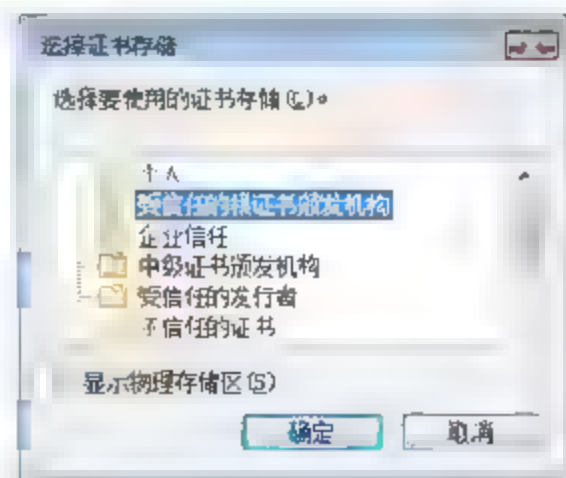 选择证书存储
选择要使用的证书存储(C)。
个人
受信任的根证书颁发机构
企业信任
中级证书颁发机构
受信任的发行者
不信任的证书
显示物理存储区(S)
确定
取消